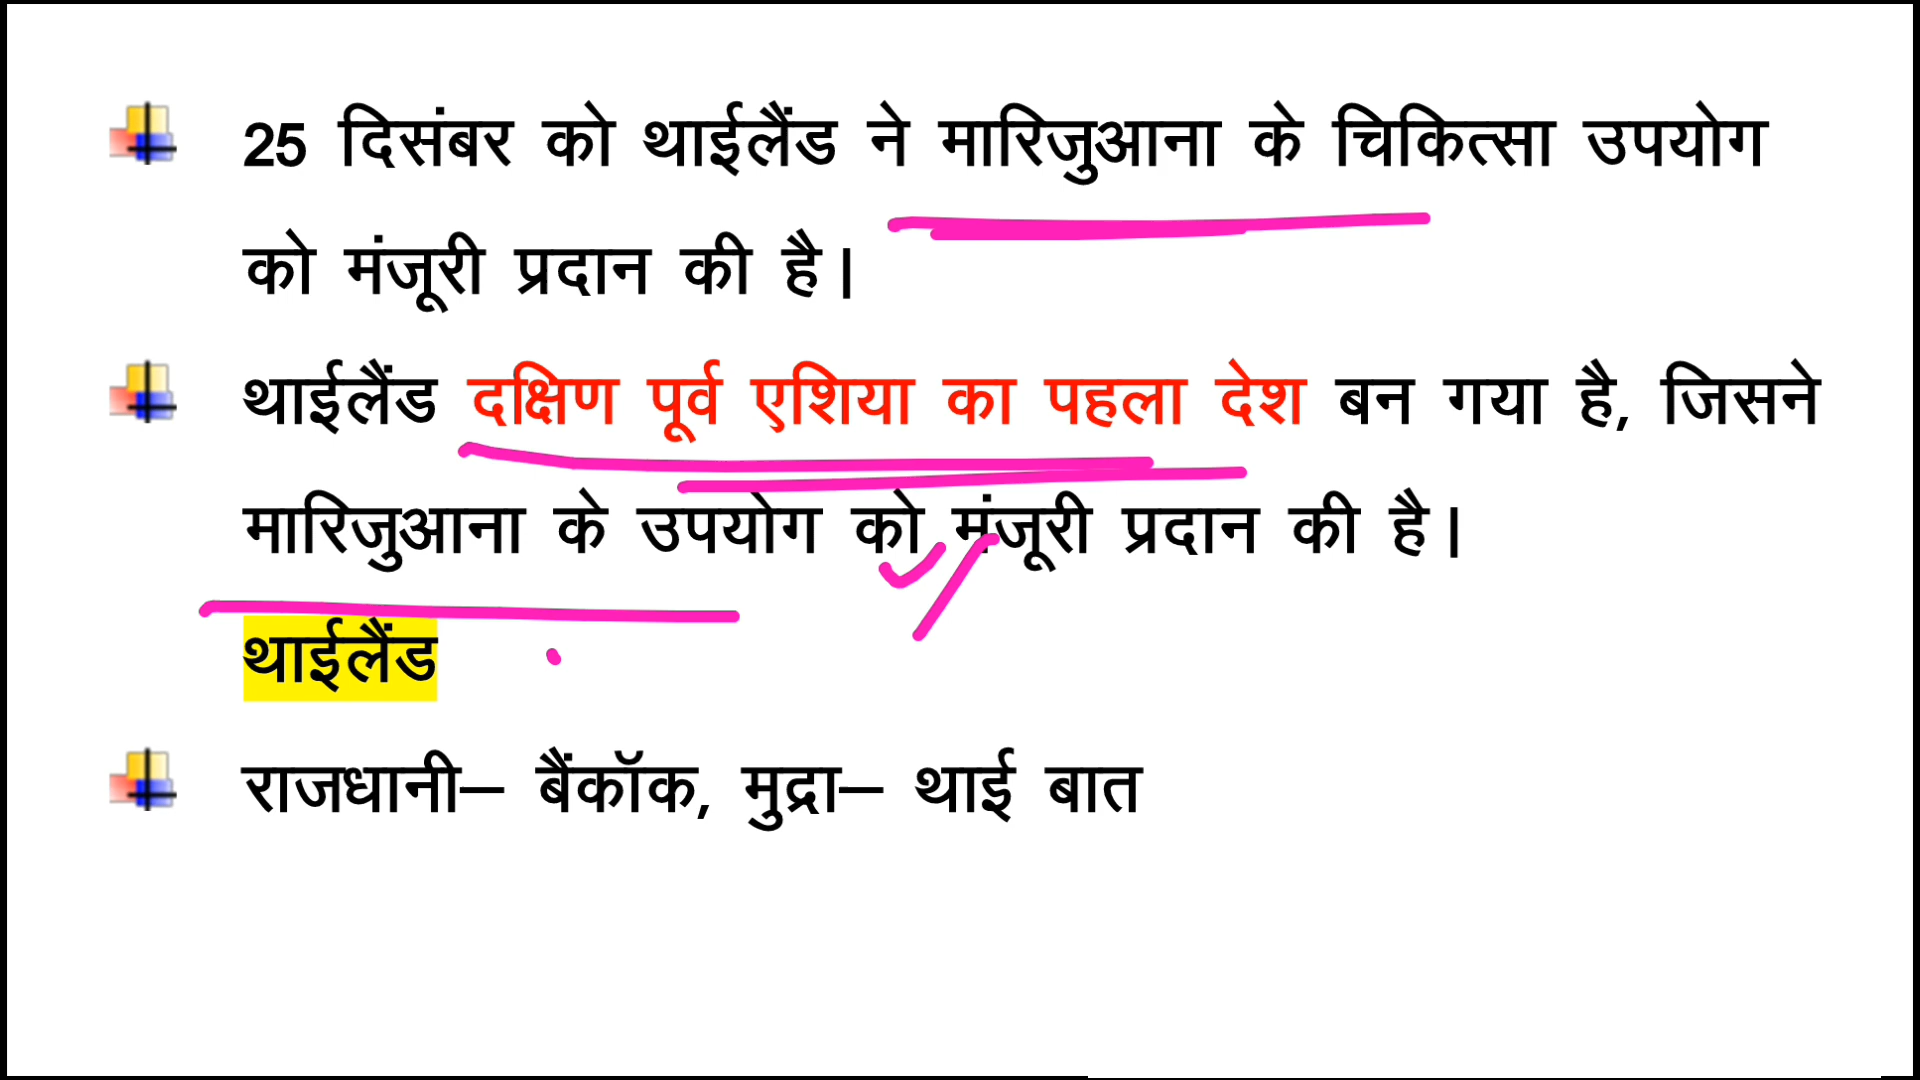 25 दिसंबर को थाईलैंड ने मारिजुआना के चिकित्सा उपयोग
को मंजूरी प्रदान की है।
थाईलैंड दक्षिण पूर्व एशिया का पहला देश बन गया है, जिसने
मारिजुआना के उपयोग को मंजूरी प्रदान की है।
थाईलैंड
राजधानी– बैंकॉक, मुद्रा– थाई बात